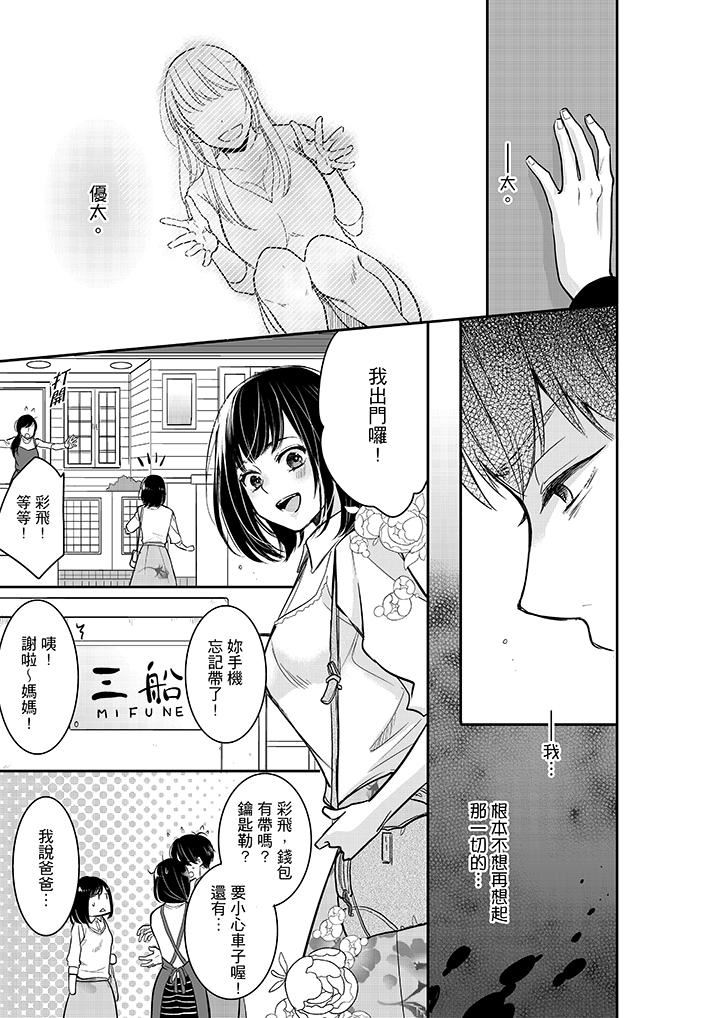 ──太。
優太。
──我…
根本不想再想起
那一切的…
我出門囉！
打開
彩飛！
等等！
妳手機
忘記帶了！
咦！
謝啦～媽媽！
三船
MIFUNE
彩飛，錢包
有帶嗎？
鑰匙勒？
要小心車子喔！
還有…
我說爸爸…